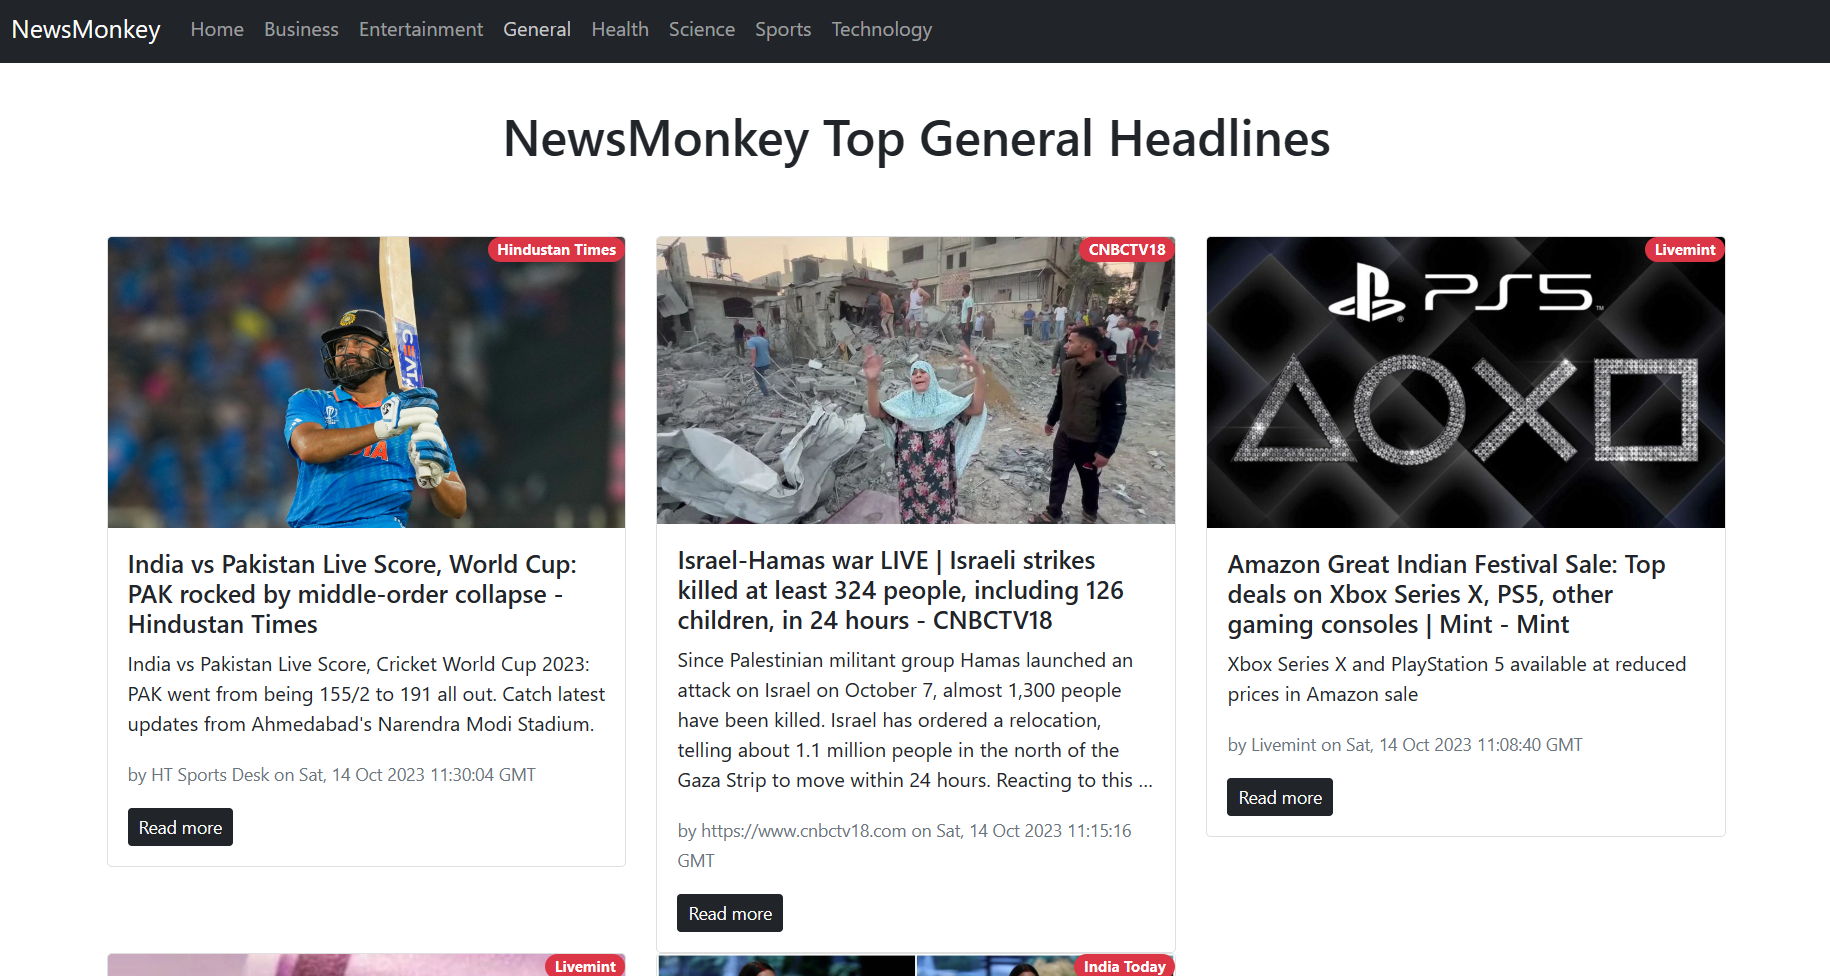 NewsMonkey Home Business Entertainment General Health Science Sports Technology
NewsMonkey Top General Headlines
Hindustan Times
CEAT
INDIA
India vs Pakistan Live Score, World Cup:
PAK rocked by middle-order collapse -
Hindustan Times
India vs Pakistan Live Score, Cricket World Cup 2023:
PAK went from being 155/2 to 191 all out. Catch latest
updates from Ahmedabad's Narendra Modi Stadium.
by HT Sports Desk on Sat, 14 Oct 2023 11:30:04 GMT
Read more
CNBCTV18
Israel-Hamas war LIVE | Israeli strikes
killed at least 324 people, including 126
children, in 24 hours - CNBCTV18
Since Palestinian militant group Hamas launched an
attack on Israel on October 7, almost 1,300 people
have been killed. Israel has ordered a relocation,
telling about 1.1 million people in the north of the
Gaza Strip to move within 24 hours. Reacting to this ...
by https://www.cnbctv18.com on Sat, 14 Oct 2023 11:15:16
GMT
Read more
Livemint
PS5™
Amazon Great Indian Festival Sale: Top
deals on Xbox Series X, PS5, other
gaming consoles | Mint - Mint
Xbox Series X and PlayStation 5 available at reduced
prices in Amazon sale
by Livemint on Sat, 14 Oct 2023 11:08:40 GMT
Read more
Livemint
India Today